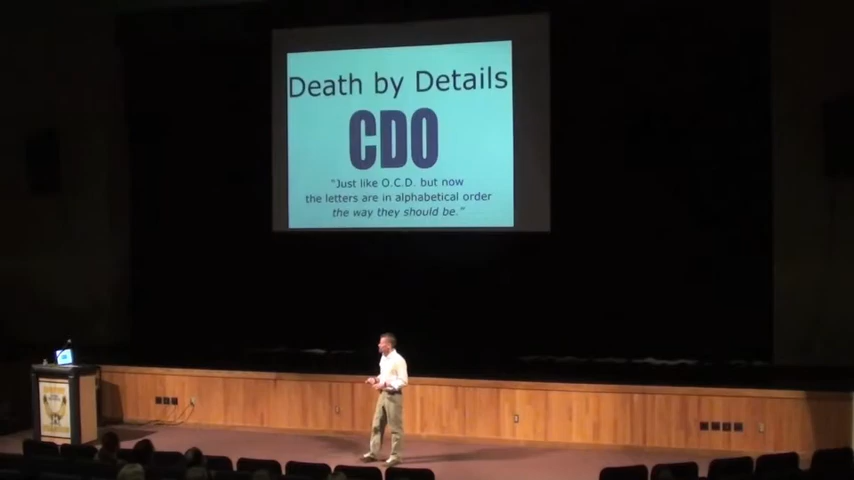 Death by Details
CDO
"Just like O.C.D. but now
the letters are in alphabetical order
the way they should be."